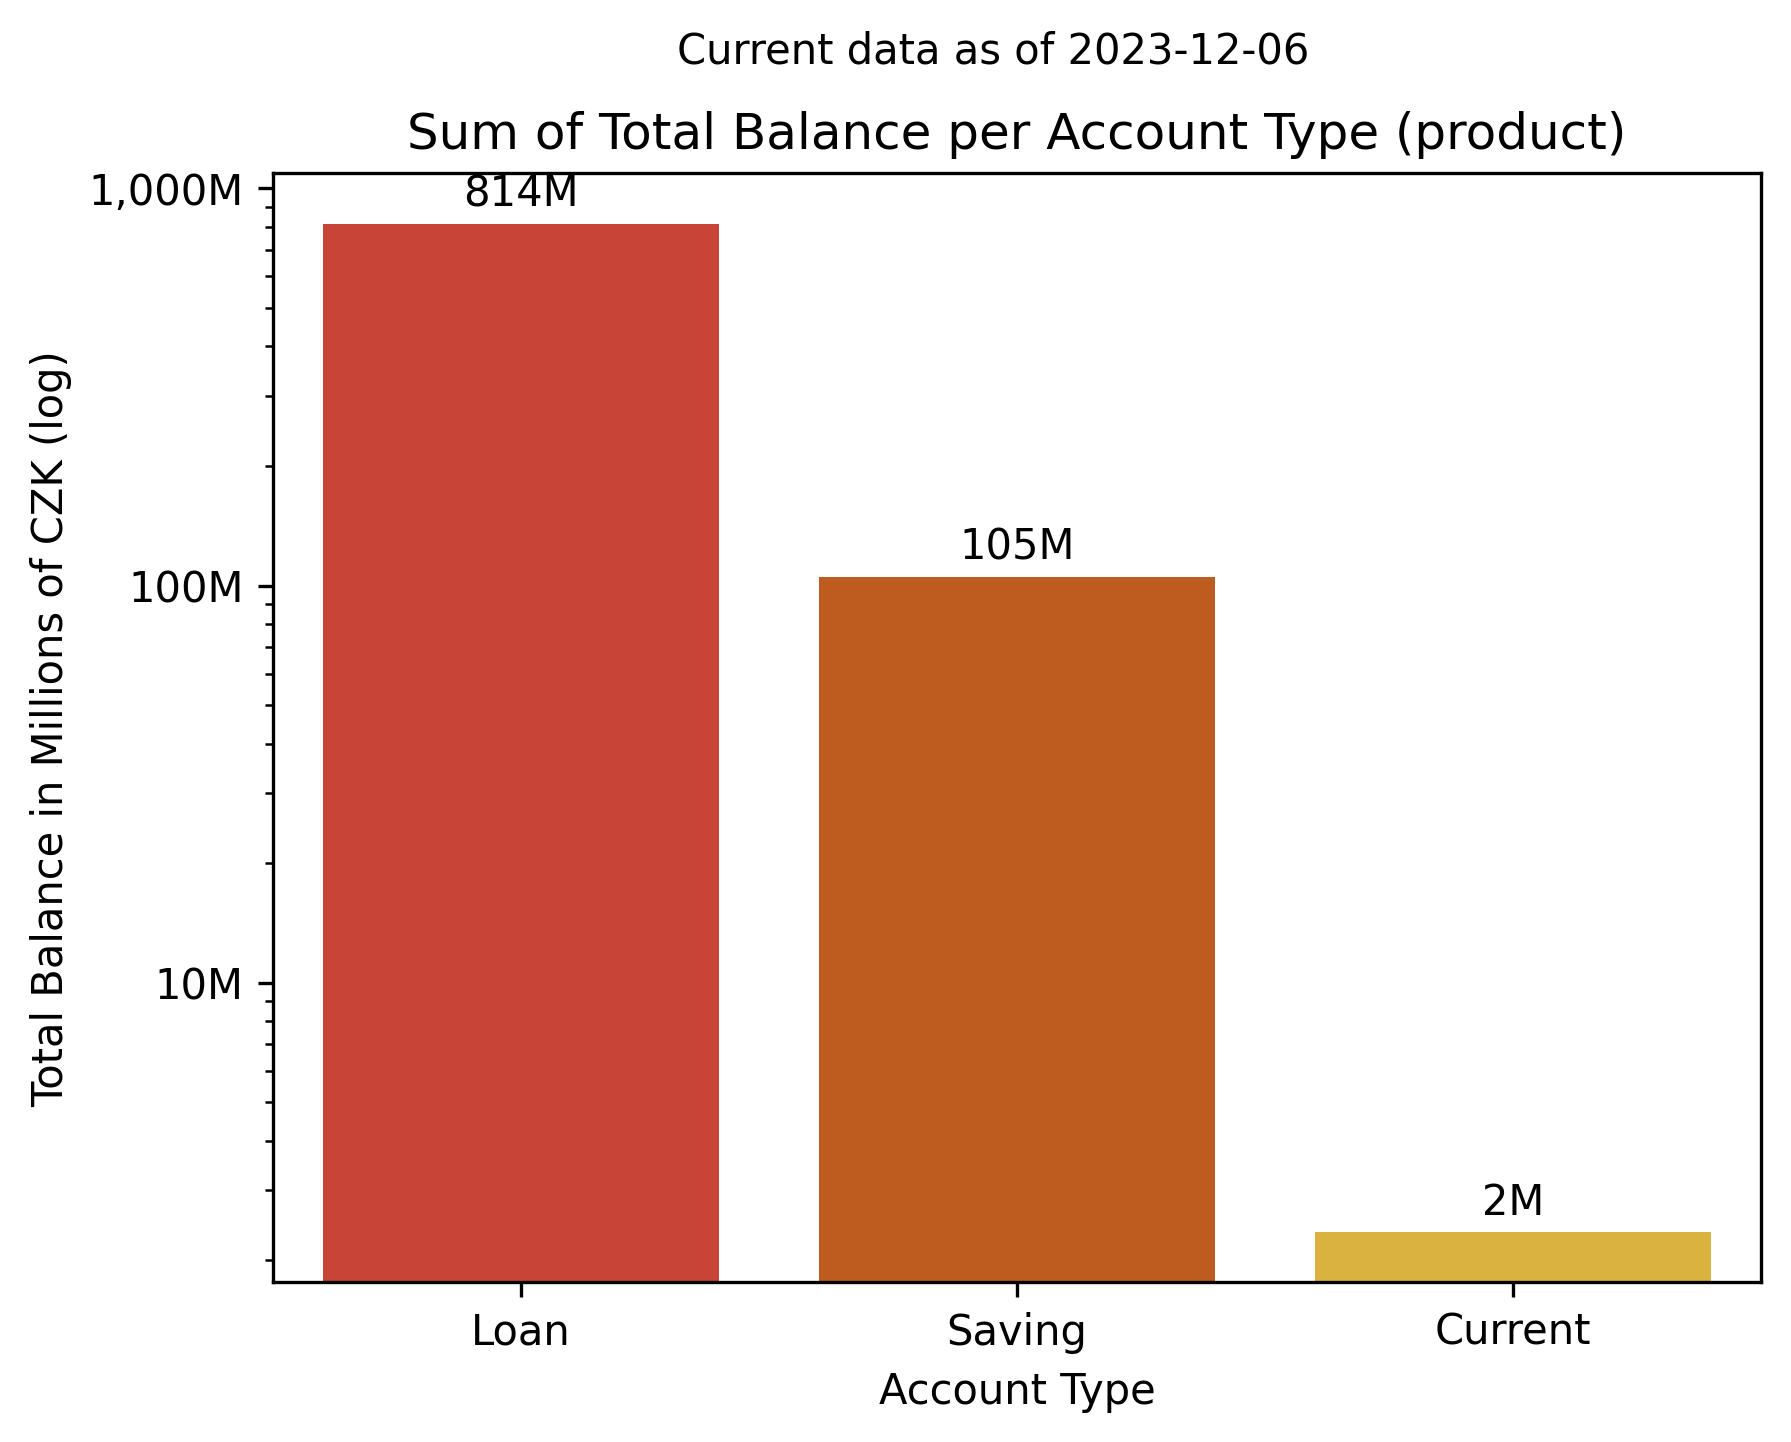 Current data as of 2023-12-06
Sum of Total Balance per Account Type (product)
Total Balance in Millions of CZK (log)
1,000M
100M
10M
814M
105M
2M
Loan
Saving
Current
Account Type